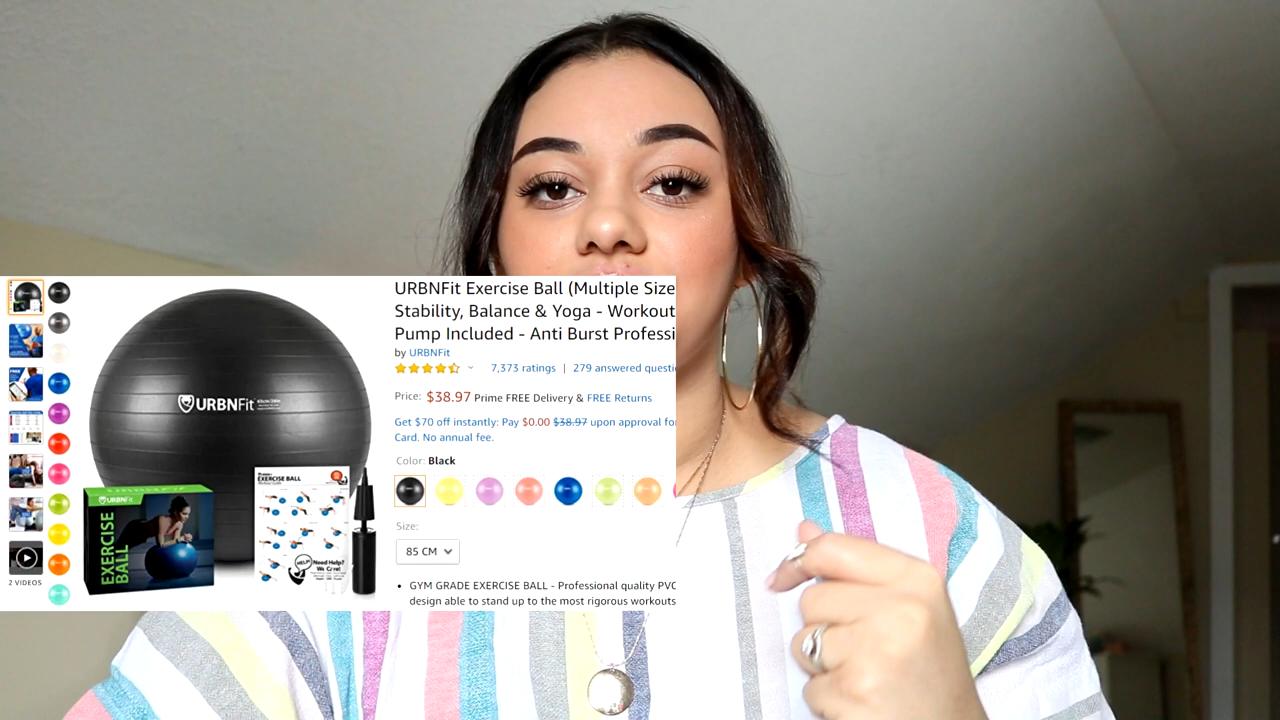 URBNFit Exercise Ball (Multiple Size
Stability, Balance & Yoga - Workout
Pump Included - Anti Burst Professi
by URBNFit
7,373 ratings | 279 answered questi
Price: $38.97 Prime FREE Delivery & FREE Returns
Get $70 off instantly: Pay $0.00 $38.97 upon approval fo
Card. No annual fee.
Color: Black
Size:
85 CM
• GYM GRADE EXERCISE BALL - Professional quality PVC
design able to stand up to the most rigorous workouts
URBNFit
URBNFit
EXERCISE
BALL
EXERCISE BALL
HELP!
Need Help?
We Care!
FREE
2 VIDEOS